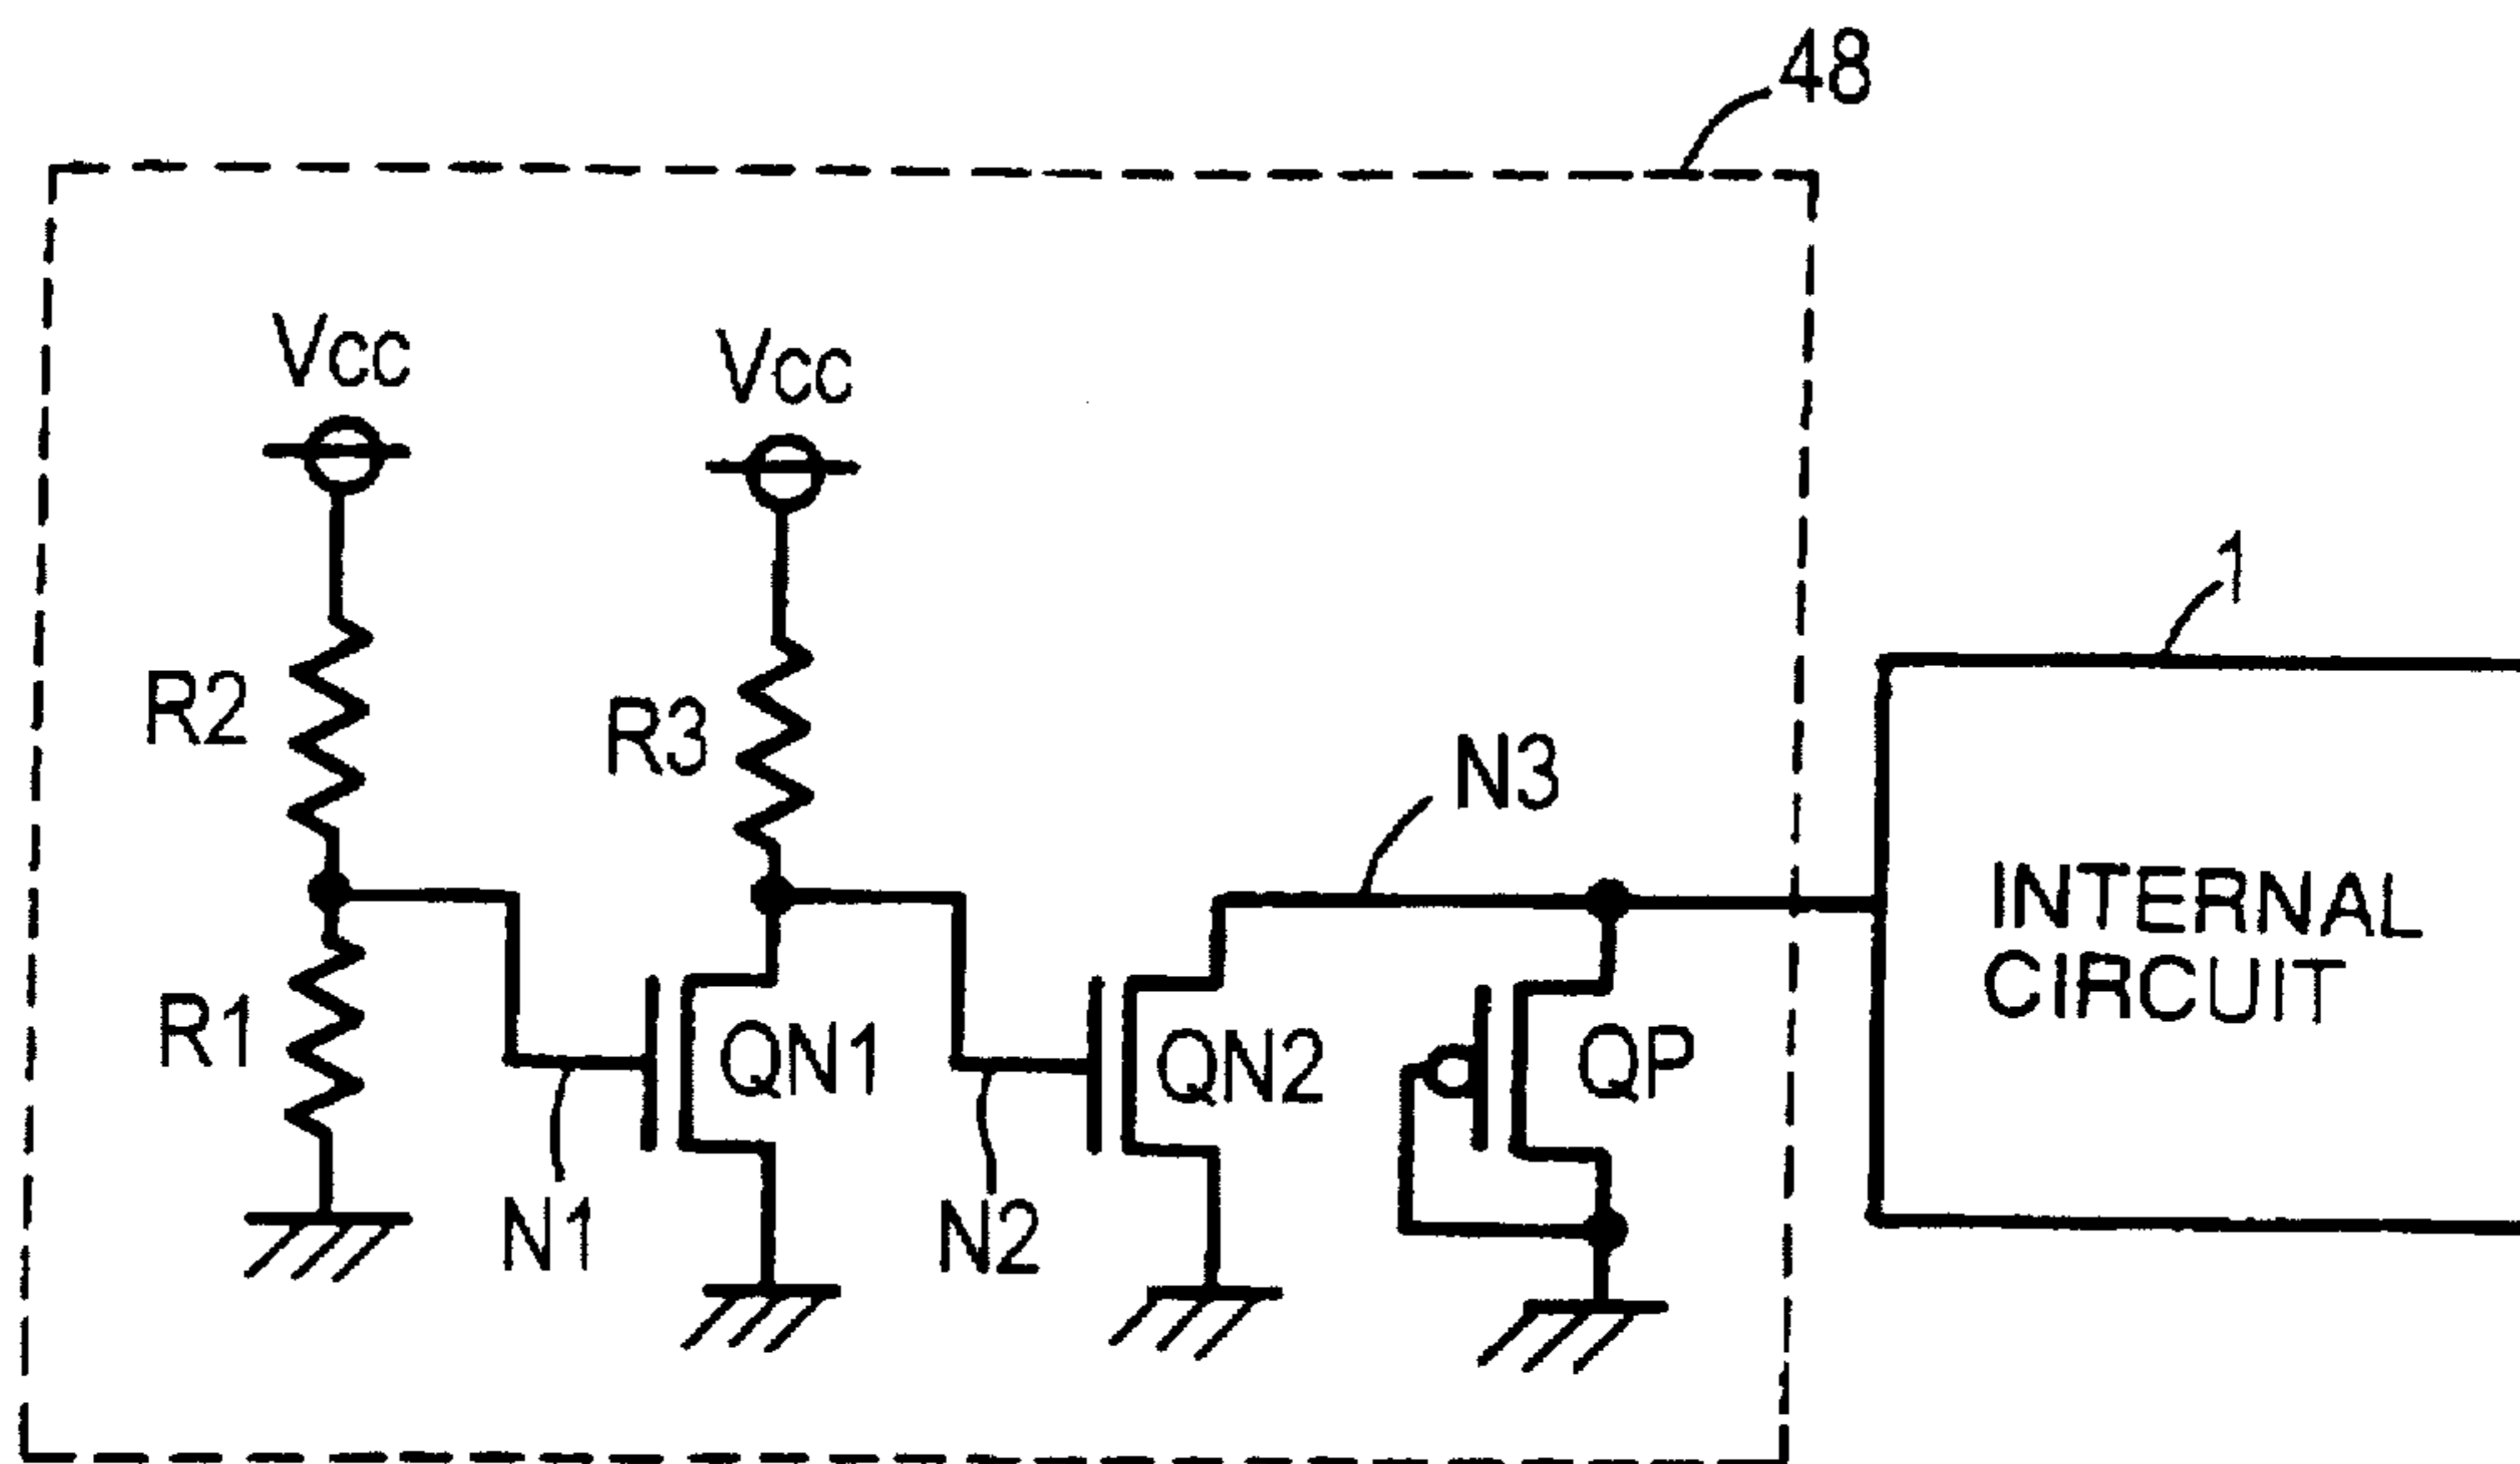 48
Vcc
Vcc
1
R2
R3
N3
INTERNAL
CIRCUIT
R1
QN1
QN2
QP
N1
N2